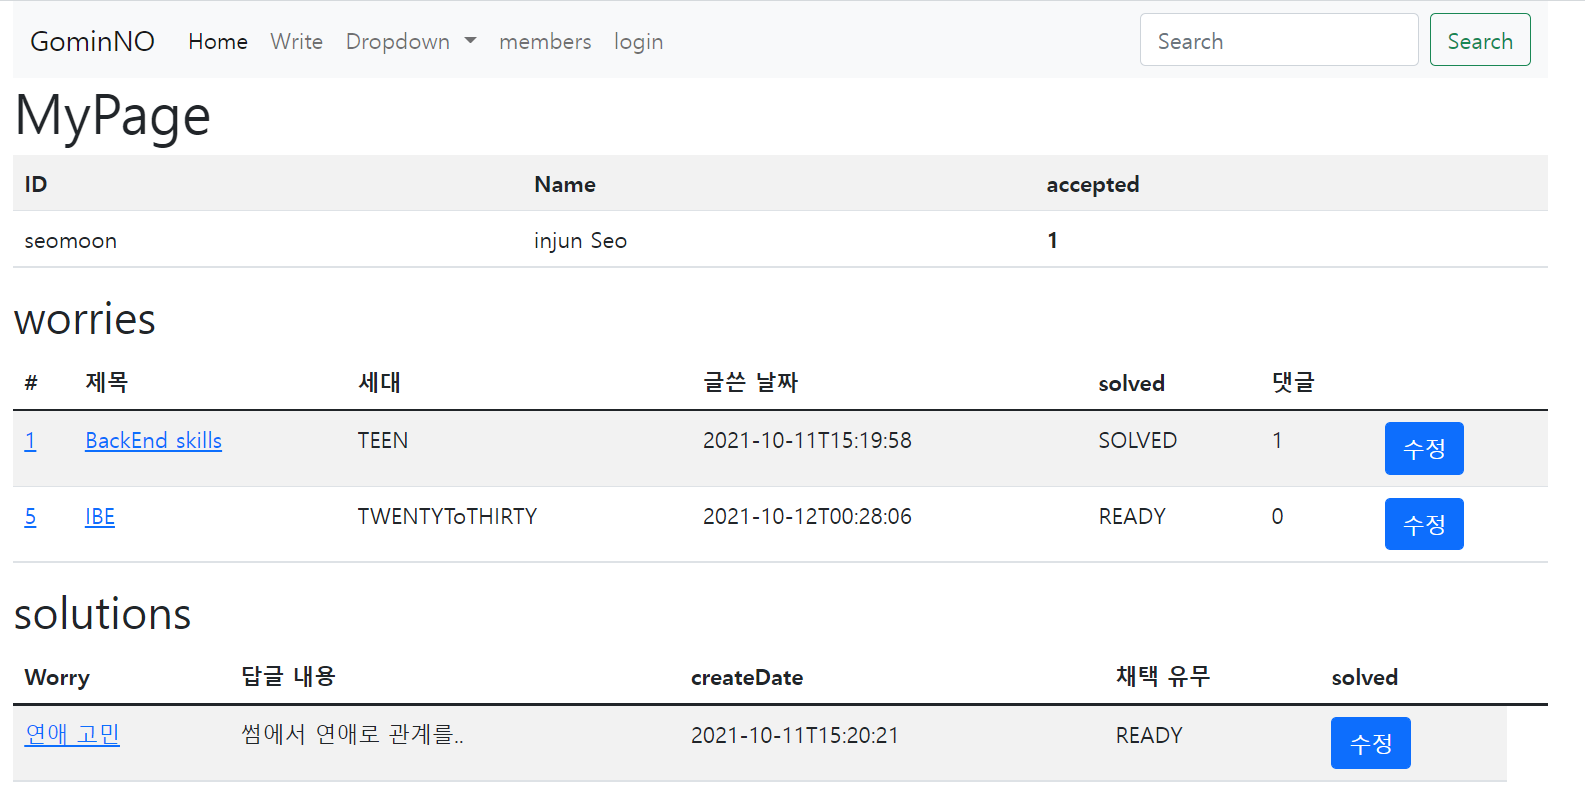 GominNO Home Write Dropdown members login Search Search
MyPage
ID Name accepted
seomoon injun Seo 1
worries
# 제목 세대 글쓴 날짜 solved 댓글
1 BackEnd skills TEEN 2021-10-11T15:19:58 SOLVED 1 수정
5 IBE TWENTYToTHIRTY 2021-10-12T00:28:06 READY 0 수정
solutions
Worry 답글 내용 createDate 채택 유무 solved
연애 고민 썸에서 연애로 관계를.. 2021-10-11T15:20:21 READY 수정